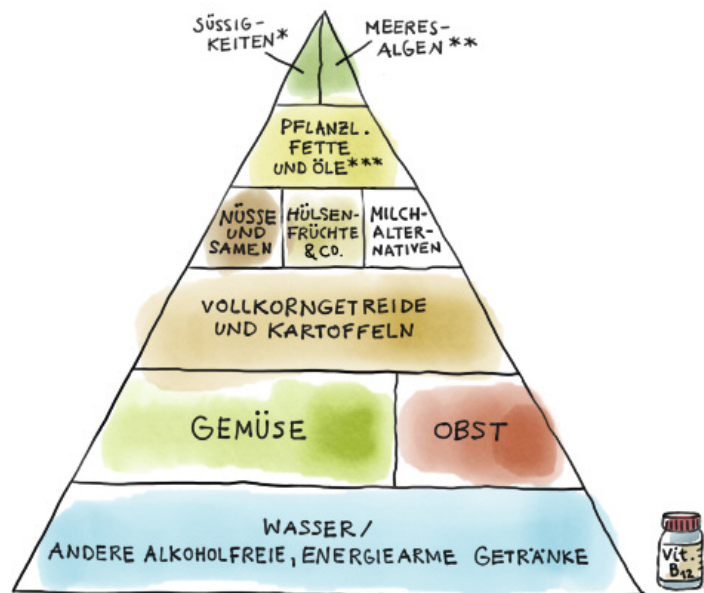 SÜSSIG-
KEITEN*
MEERES-
ALGEN**
PFLANZL.
FETTE
UND ÖLE***
NÜSSE
UND
SAMEN
HÜLSEN-
FRÜCHTE
& CO.
MILCH-
ALTER-
NATIVEN
VOLLKORNGETREIDE
UND KARTOFFELN
GEMÜSE
OBST
WASSER/
ANDERE ALKOHOLFREIE, ENERGIEARME GETRÄNKE
Vit.
B12